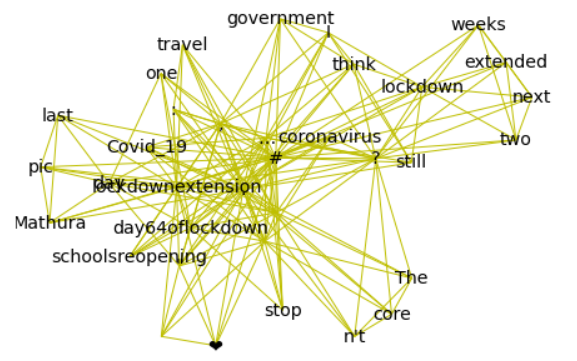 government
I
weeks
travel
think
extended
one
lockdown
next
:
last
,
...
coronavirus
two
Covid_19
#
?
still
pic
day
lockdownextension
Mathura
day64oflockdown
schoolsreopening
The
stop
core
n't
❤